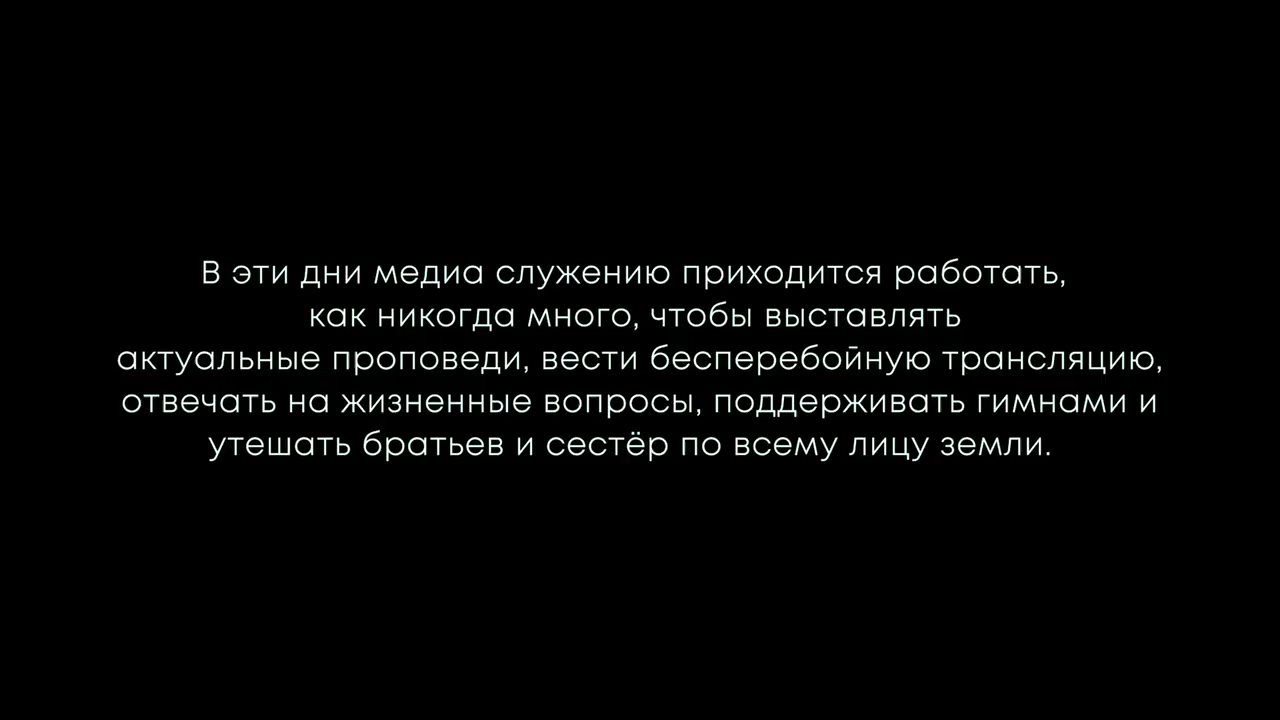 В эти дни медиа служению приходится работать,
как никогда много, чтобы выставлять
актуальные проповеди, вести бесперебойную трансляцию,
отвечать на жизненные вопросы, поддерживать гимнами и
утешать братьев и сестёр по всему лицу земли.